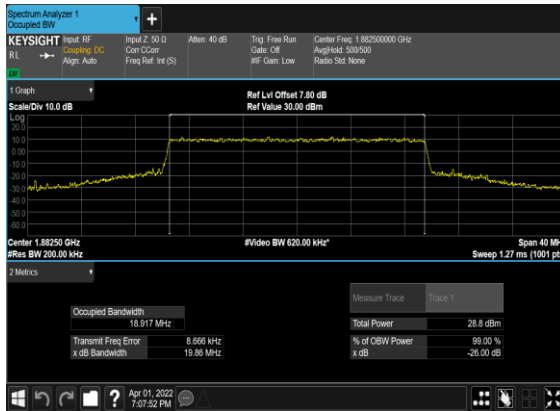 Spectrum Analyzer 1
Occupied BW
KEYSIGHT
RL
Input: RF
Coupling: DC
Align: Auto
Input Z: 50 Ω
Corr CCorr
Freq Ref: Int (S)
Atten: 40 dB
Trig: Free Run
Gate: Off
#IF Gain: Low
Center Freq: 1.882500000 GHz
Avg|Hold: 500/500
Radio Std: None
1 Graph
Scale/Div 10.0 dB
Ref Lvl Offset 7.80 dB
Ref Value 30.00 dBm
Log
20.0
10.0
0.00
-10.0
-20.0
-30.0
-40.0
-50.0
-60.0
Center 1.88250 GHz
#Res BW 200.00 kHz
#Video BW 620.00 kHz*
Span 40 MH
Sweep 1.27 ms (1001 pt
2 Metrics
Measure Trace
Trace 1
Occupied Bandwidth
18.917 MHz
Total Power
28.8 dBm
Transmit Freq Error
8.666 kHz
% of OBW Power
99.00 %
x dB Bandwidth
19.86 MHz
x dB
-26.00 dB
?
Apr 01, 2022
7:07:52 PM